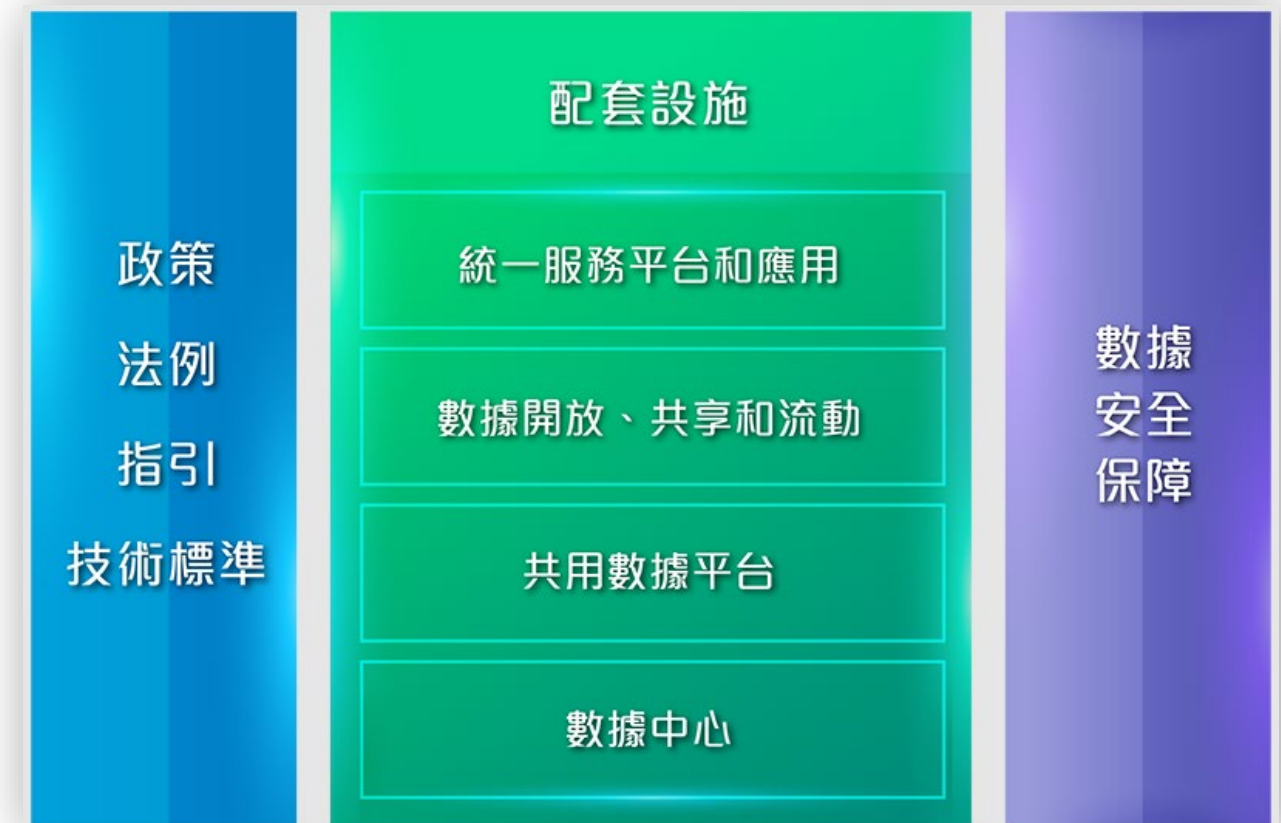 政策
法例
指引
技術標準
配套設施
統一服務平台和應用
數據開放、共享和流動
共用數據平台
數據中心
數據
安全
保障